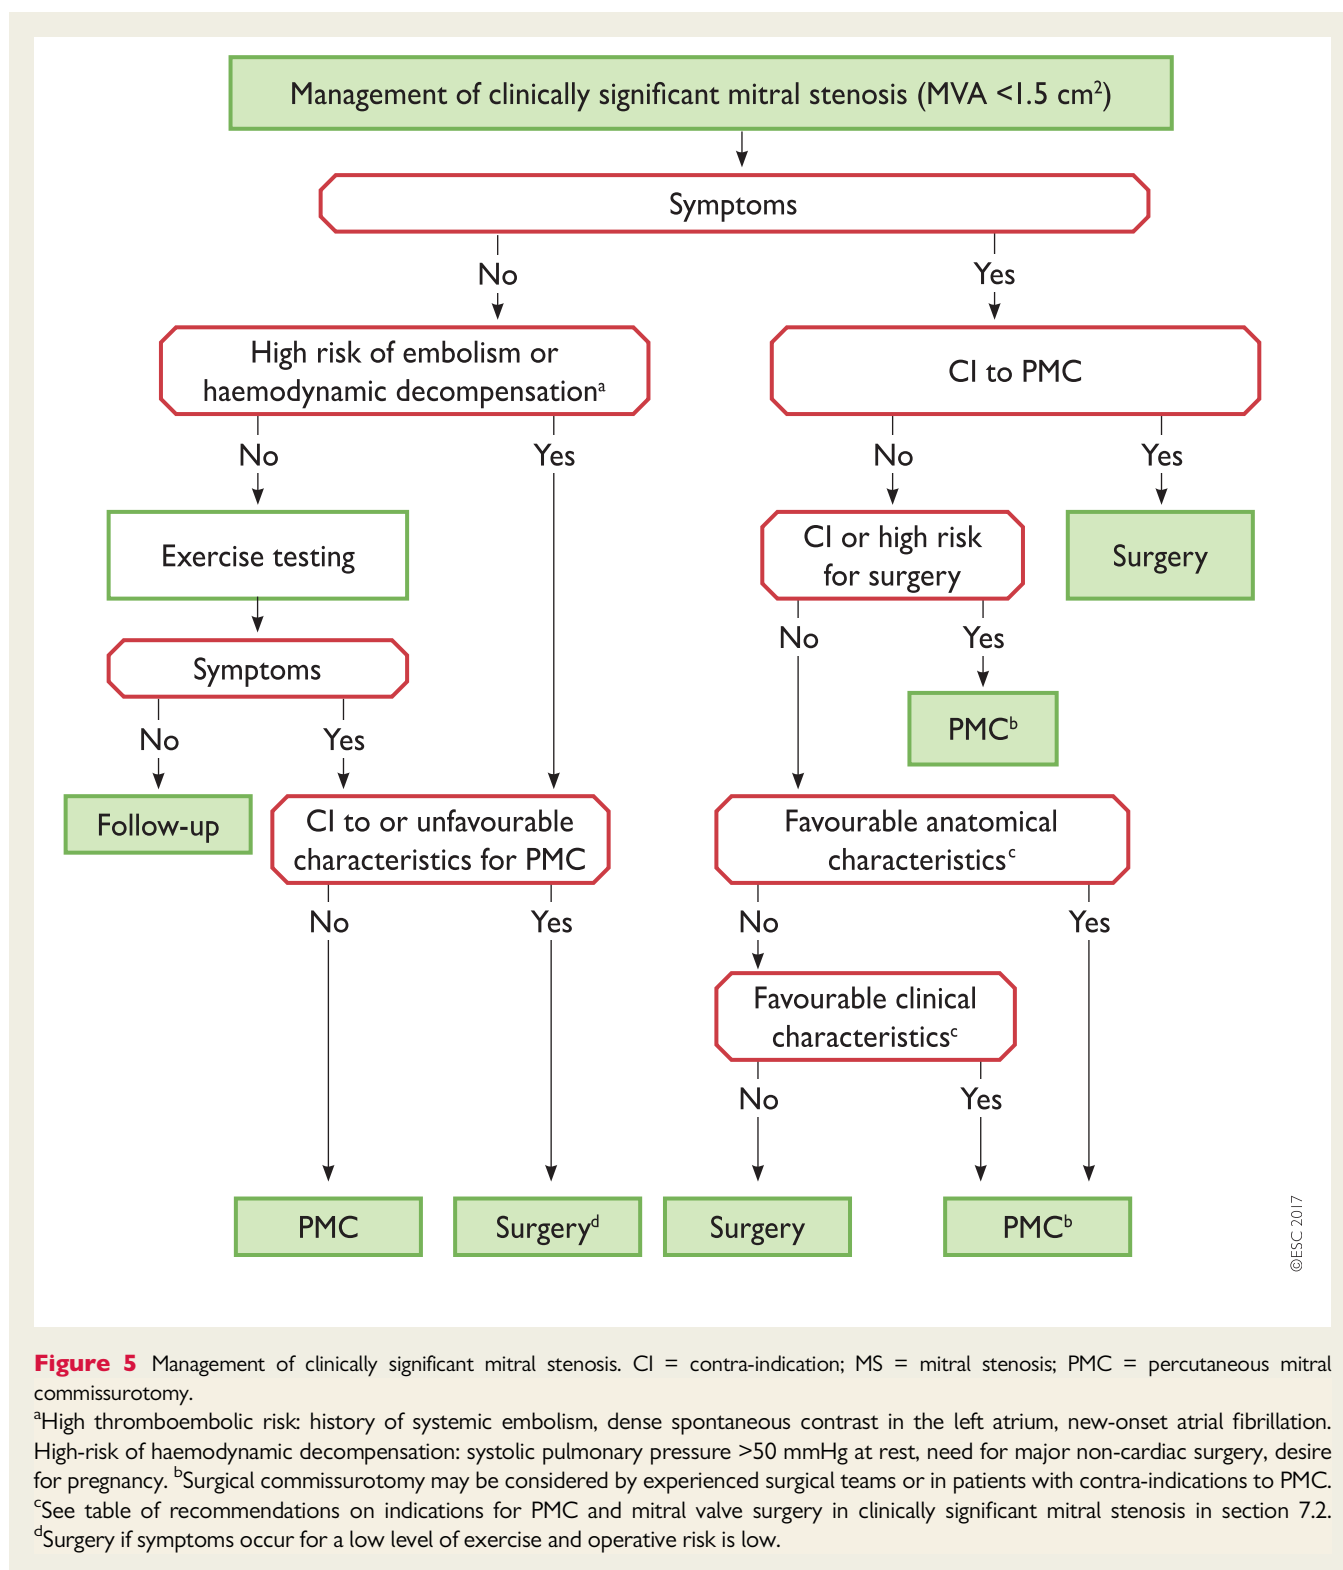 Management of clinically significant mitral stenosis (MVA <1.5 cm²)
Symptoms
No
Yes
High risk of embolism or
haemodynamic decompensationᵃ
CI to PMC
No
Yes
No
Yes
Exercise testing
CI or high risk
for surgery
Surgery
Symptoms
No
Yes
No
Yes
PMCᵇ
Follow-up
CI to or unfavourable
characteristics for PMC
Favourable anatomical
characteristicsᶜ
No
Yes
No
Yes
Favourable clinical
characteristicsᶜ
No
Yes
PMC
Surgeryᵈ
Surgery
PMCᵇ
©ESC 2017
Figure 5 Management of clinically significant mitral stenosis. CI = contra-indication; MS = mitral stenosis; PMC = percutaneous mitral
commissurotomy.
ᵃHigh thromboembolic risk: history of systemic embolism, dense spontaneous contrast in the left atrium, new-onset atrial fibrillation.
High-risk of haemodynamic decompensation: systolic pulmonary pressure >50 mmHg at rest, need for major non-cardiac surgery, desire
for pregnancy. ᵇSurgical commissurotomy may be considered by experienced surgical teams or in patients with contra-indications to PMC.
ᶜSee table of recommendations on indications for PMC and mitral valve surgery in clinically significant mitral stenosis in section 7.2.
ᵈSurgery if symptoms occur for a low level of exercise and operative risk is low.